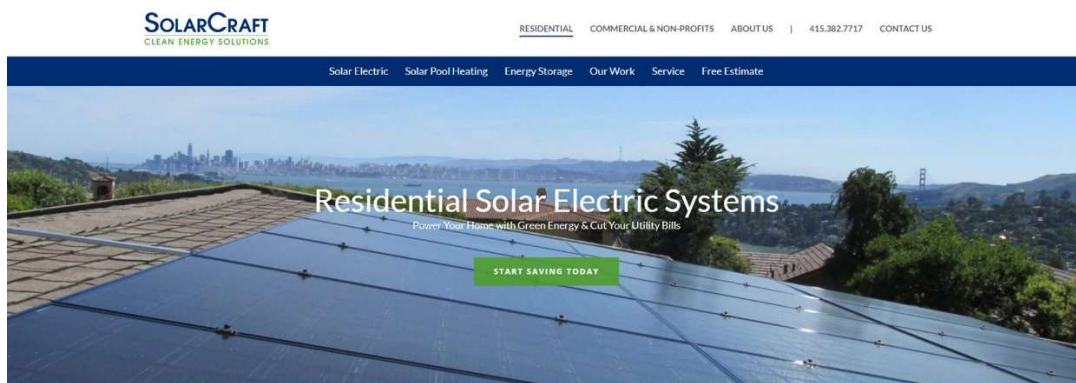 SOLARCRAFT
CLEAN ENERGY SOLUTIONS
RESIDENTIAL COMMERCIAL & NON-PROFITS ABOUT US | 415.382.7717 CONTACT US
Solar Electric Solar Pool Heating Energy Storage Our Work Service Free Estimate
Residential Solar Electric Systems
Power Your Home with Green Energy & Cut Your Utility Bills
START SAVING TODAY